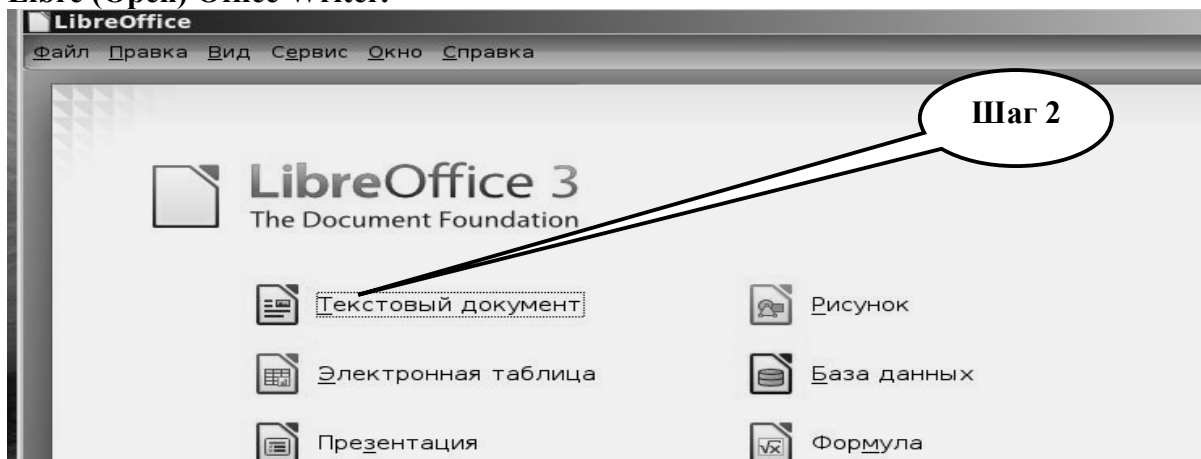 Libre (Open) Office Writer.
LibreOffice
Файл Правка Вид Сервис Окно Справка
Шаг 2
LibreOffice 3
The Document Foundation
Текстовый документ
Рисунок
Электронная таблица
База данных
Презентация
Формула